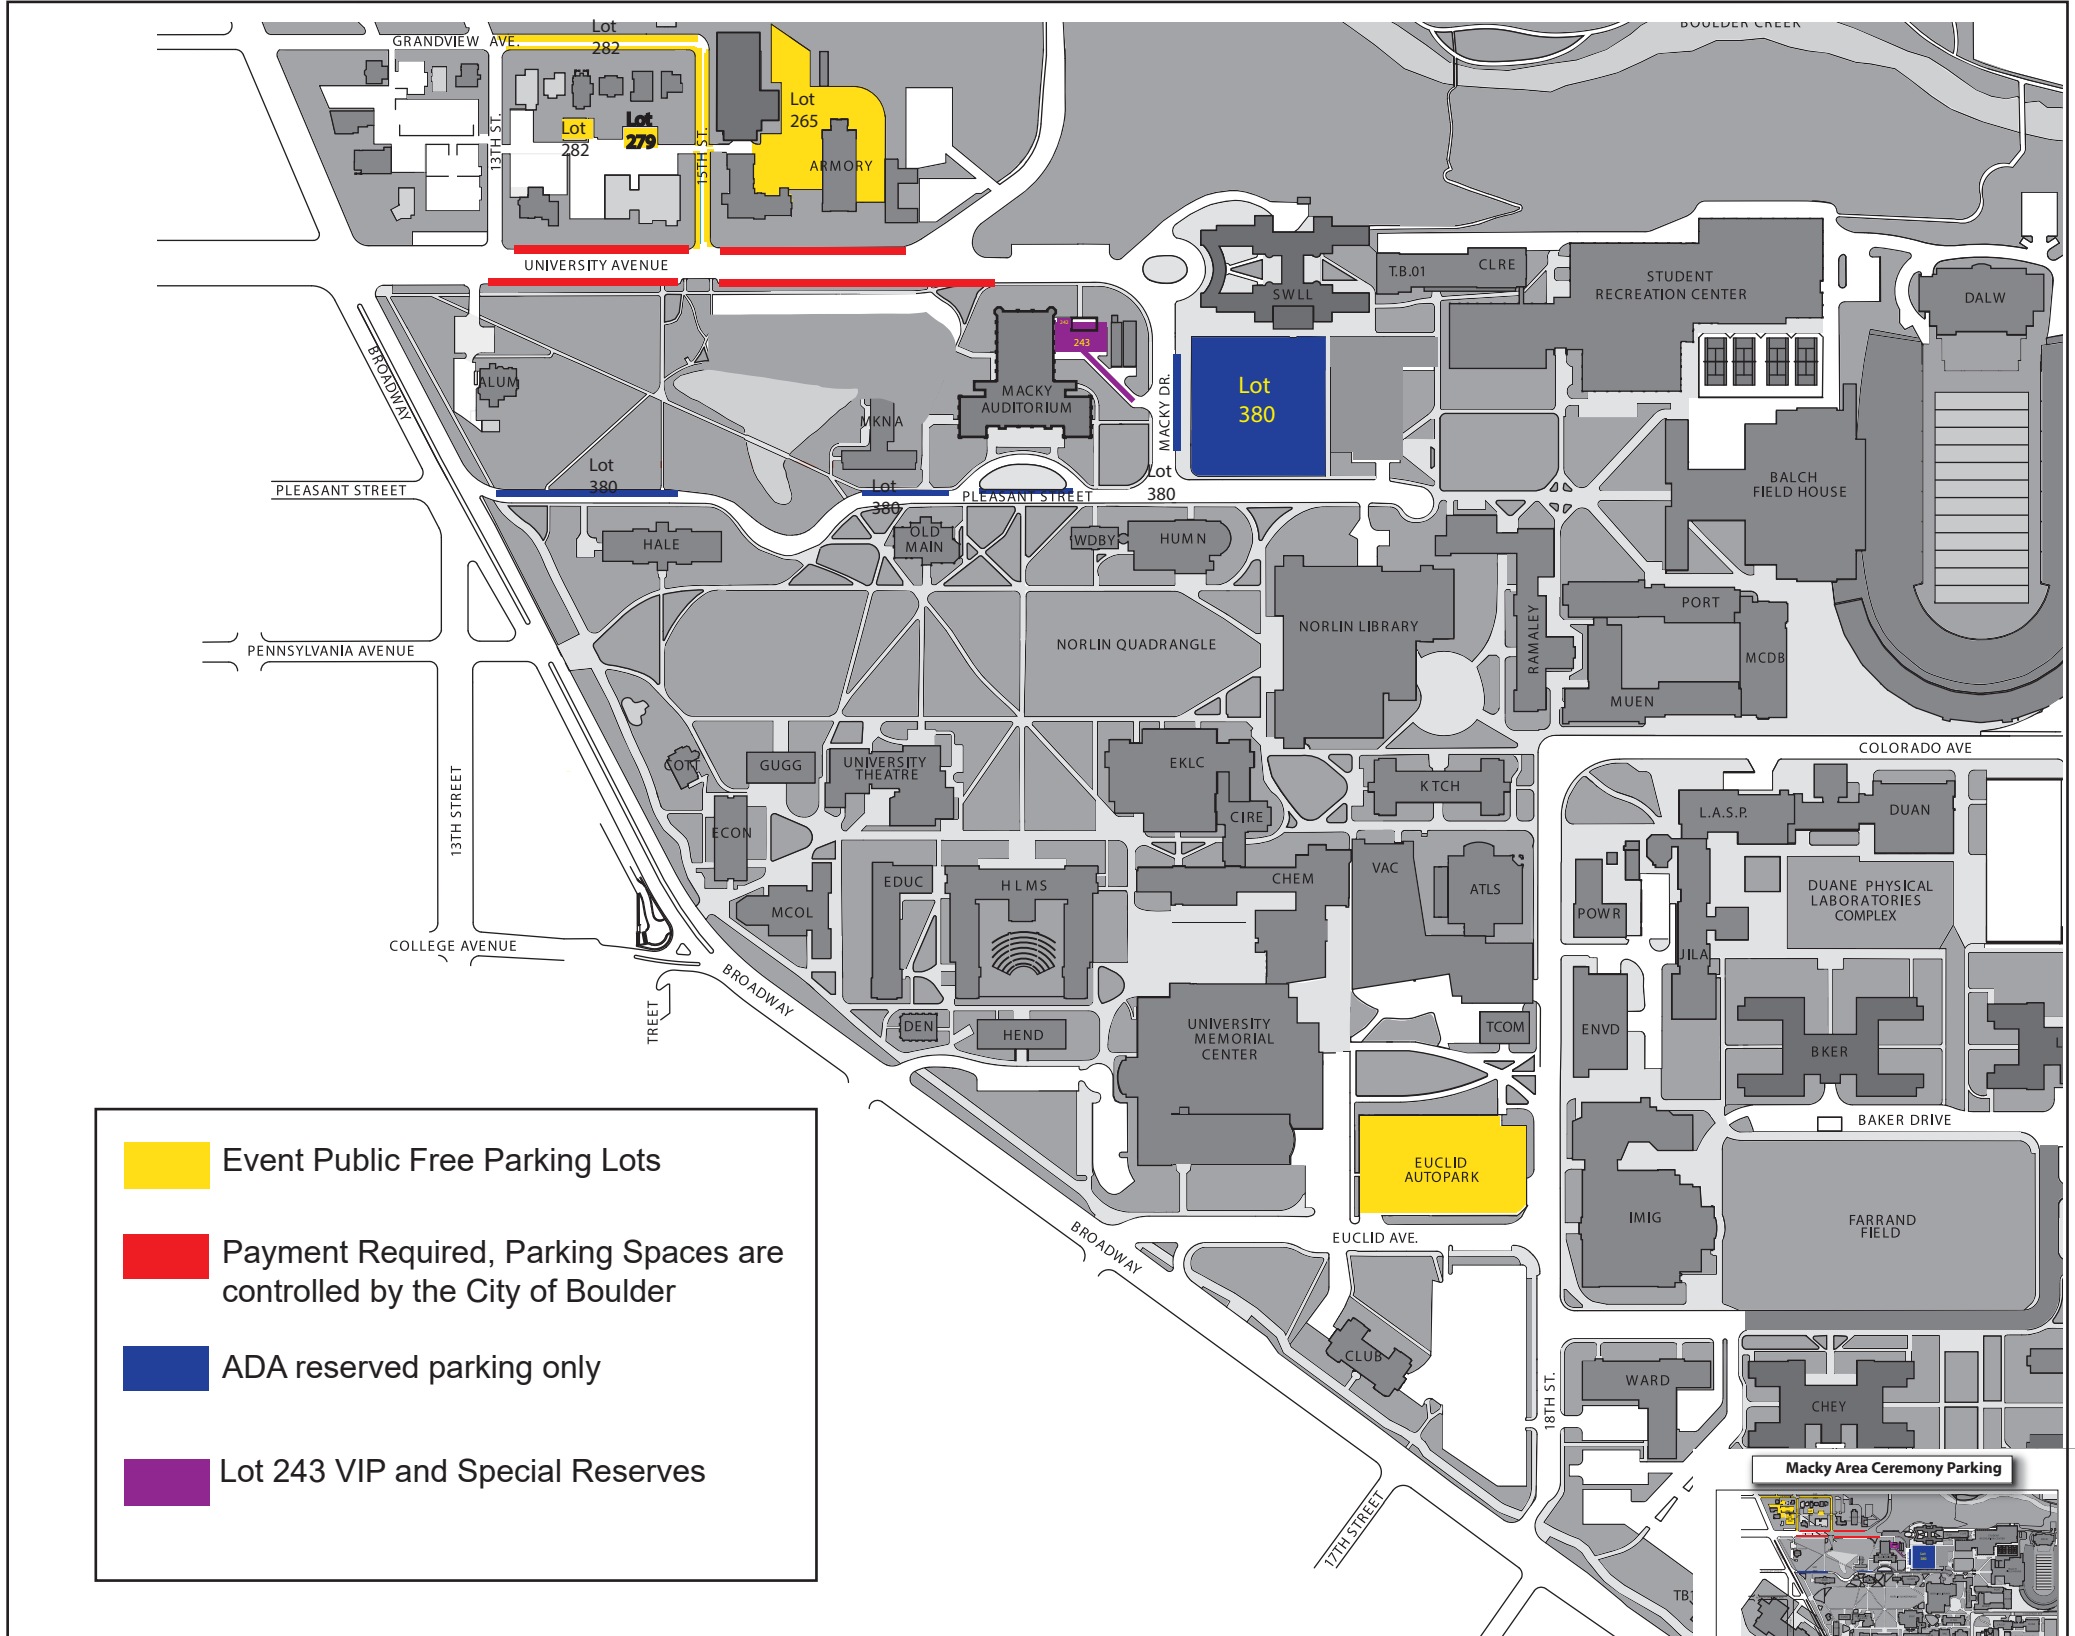 BOULDER CREEK
Lot
282
GRANDVIEW AVE.
Lot
265
Lot
282
Lot
279
13TH ST.
15TH ST.
ARMORY
UNIVERSITY AVENUE
SWLL
T.B.01
CLRE
STUDENT
RECREATION CENTER
DALW
243
BROADWAY
ALUM
MACKY
AUDITORIUM
MKNA
MACKY DR.
Lot
380
Lot
380
Lot
380
Lot
380
PLEASANT STREET
PLEASANT STREET
BALCH
FIELD HOUSE
HALE
OLD
MAIN
WDBY
HUMN
NORLIN QUADRANGLE
NORLIN LIBRARY
RAMALEY
PORT
MCDB
MUEN
PENNSYLVANIA AVENUE
COLORADO AVE
COTT
GUGG
UNIVERSITY
THEATRE
EKLC
KTCH
CIRE
L.A.S.P.
DUAN
13TH STREET
ECON
EDUC
HLMS
CHEM
VAC
ATLS
MCOL
POWR
JILA
DUANE PHYSICAL
LABORATORIES
COMPLEX
COLLEGE AVENUE
BROADWAY
TREET
DEN
HEND
UNIVERSITY
MEMORIAL
CENTER
TCOM
ENVD
BKER
L
BAKER DRIVE
EUCLID
AUTOPARK
IMIG
FARRAND
FIELD
BROADWAY
EUCLID AVE.
CLUB
18TH ST.
WARD
CHEY
17TH STREET
TB
Event Public Free Parking Lots
Payment Required, Parking Spaces are
controlled by the City of Boulder
ADA reserved parking only
Lot 243 VIP and Special Reserves
Macky Area Ceremony Parking